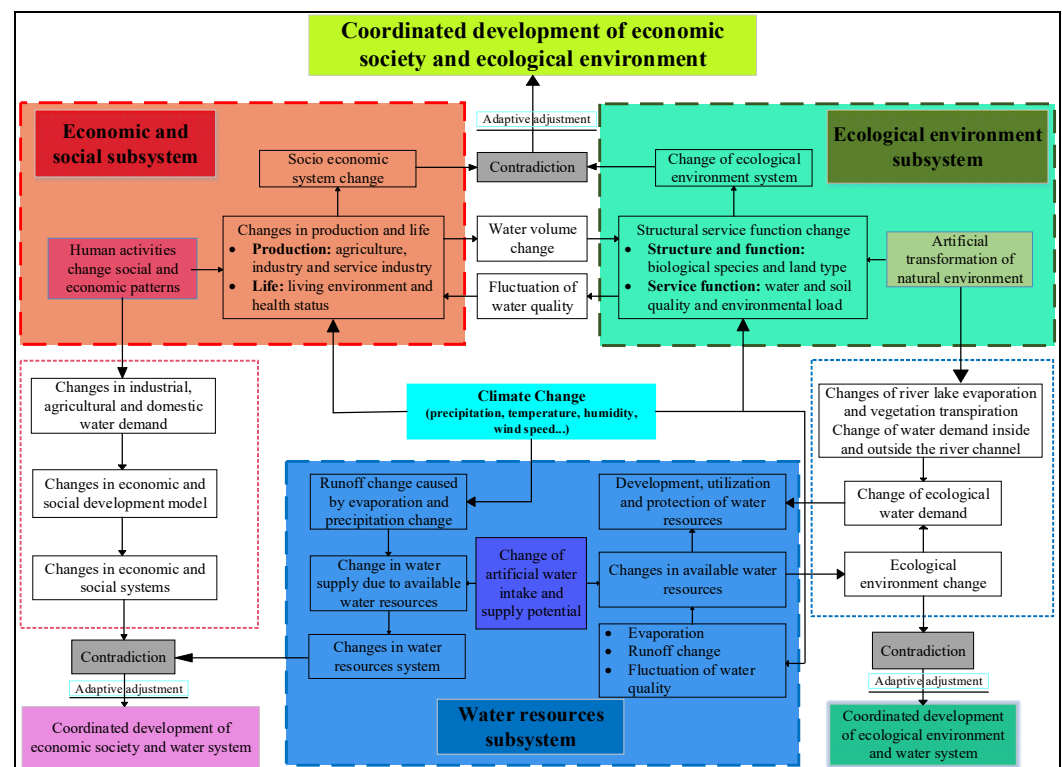 Coordinated development of economic
society and ecological environment
Adaptive adjustment
Economic and
social subsystem
Ecological environment
subsystem
Socio economic
system change
Contradiction
Change of ecological
environment system
Human activities
change social and
economic patterns
Changes in production and life
• Production: agriculture,
industry and service industry
• Life: living environment and
health status
Water volume
change
Fluctuation of
water quality
Structural service function change
• Structure and function:
biological species and land type
• Service function: water and soil
quality and environmental load
Artificial
transformation of
natural environment
Changes in industrial,
agricultural and domestic
water demand
Changes in economic and
social development model
Changes in economic and
social systems
Contradiction
Adaptive adjustment
Coordinated development of
economic society and water system
Climate Change
(precipitation, temperature, humidity,
wind speed...)
Runoff change caused
by evaporation and
precipitation change
Change in water
supply due to available
water resources
Changes in water
resources system
Change of
artificial water
intake and
supply potential
Development, utilization
and protection of water
resources
Changes in available water
resources
• Evaporation
• Runoff change
• Fluctuation of water
quality
Water resources
subsystem
Changes of river lake evaporation
and vegetation transpiration
Change of water demand inside
and outside the river channel
Change of ecological
water demand
Ecological
environment change
Contradiction
Adaptive adjustment
Coordinated development
of ecological environment
and water system